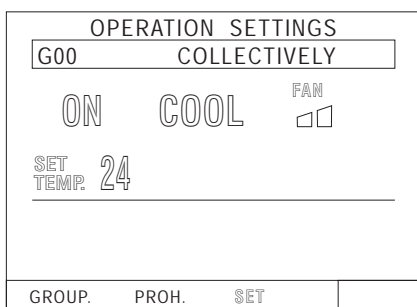 OPERATION SETTINGS
G00 COLLECTIVELY
FAN
ON COOL
SET
TEMP. 24
GROUP. PROH. SET